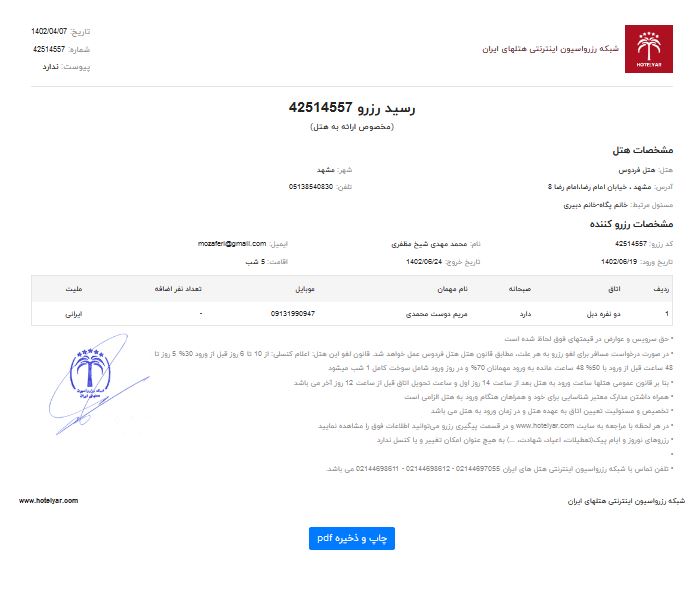 HOTELYAR
شبکه رزرواسیون اینترنتی هتلهای ایران
تاریخ: 1402/04/07
شماره: 42514557
پیوست: ندارد
رسید رزرو 42514557
(مخصوص ارائه به هتل)
مشخصات هتل
هتل: هتل فردوس
شهر: مشهد
آدرس: مشهد ، خیابان امام رضا،امام رضا 8
تلفن: 05138540830
مسئول مرتبط: خانم پگاه-خانم دبیری
مشخصات رزرو کننده
کد رزرو: 42514557
نام: محمد مهدی شیخ مظفری
ایمیل: mozaferi@gmail.com
تاریخ ورود: 1402/06/19
تاریخ خروج: 1402/06/24
اقامت: 5 شب
ردیف اتاق صبحانه نام مهمان موبایل تعداد نفر اضافه ملیت
1 دو نفره دبل دارد مریم دوست محمدی 09131990947 - ایرانی
• حق سرویس و عوارض در قیمتهای فوق لحاظ شده است
• در صورت درخواست مسافر برای لغو رزرو به هر علت، مطابق قانون هتل هتل فردوس عمل خواهد شد. قانون لغو این هتل: اعلام کنسلی: از 10 تا 6 روز قبل از ورود 30% 5 روز تا
48 ساعت قبل از ورود با 50% 48 ساعت مانده به ورود مهمانان 70% و در روز ورود شامل سوخت کامل 1 شب میشود
• بنا بر قانون عمومی هتلها ساعت ورود به هتل بعد از ساعت 14 روز اول و ساعت تحویل اتاق قبل از ساعت 12 روز آخر می باشد
• همراه داشتن مدارک معتبر شناسایی برای خود و همراهان هنگام ورود به هتل الزامی است
• تخصیص و مسئولیت تعیین اتاق به عهده هتل و در زمان ورود به هتل می باشد
• در هر لحظه با مراجعه به سایت www.hotelyar.com و در قسمت پیگیری رزرو می‌توانید اطلاعات فوق را مشاهده نمایید
• رزروهای نوروز و ایام پیک(تعطیلات، اعیاد، شهادت، ...) به هیچ عنوان امکان تغییر و یا کنسل ندارد
•
• تلفن تماس با شبکه رزرواسیون اینترنتی هتل های ایران 02144697055 - 02144698612 - 02144698611 می باشد.
شبکه رزرواسیون اینترنتی هتلهای ایران
www.hotelyar.com
چاپ و ذخیره pdf